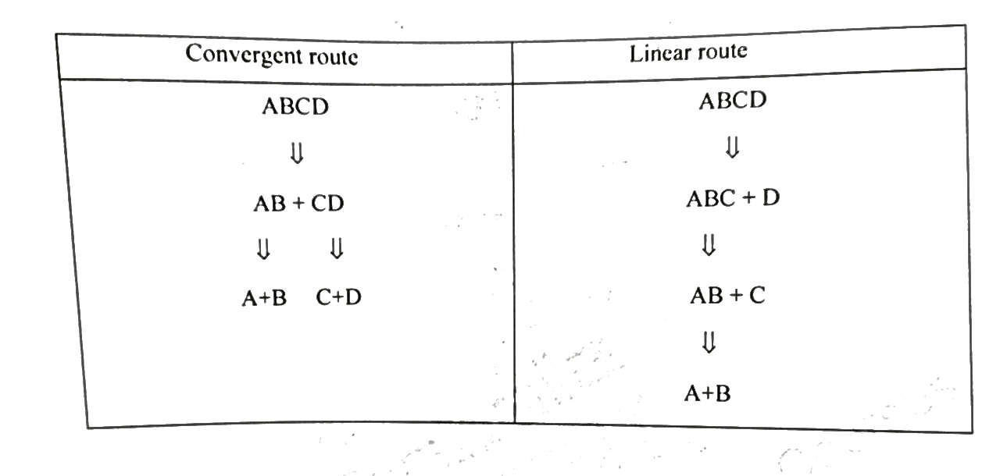 Convergent route
Linear route
ABCD
⇓
AB + CD
⇓ ⇓
A+B C+D
ABCD
⇓
ABC + D
⇓
AB + C
⇓
A+B